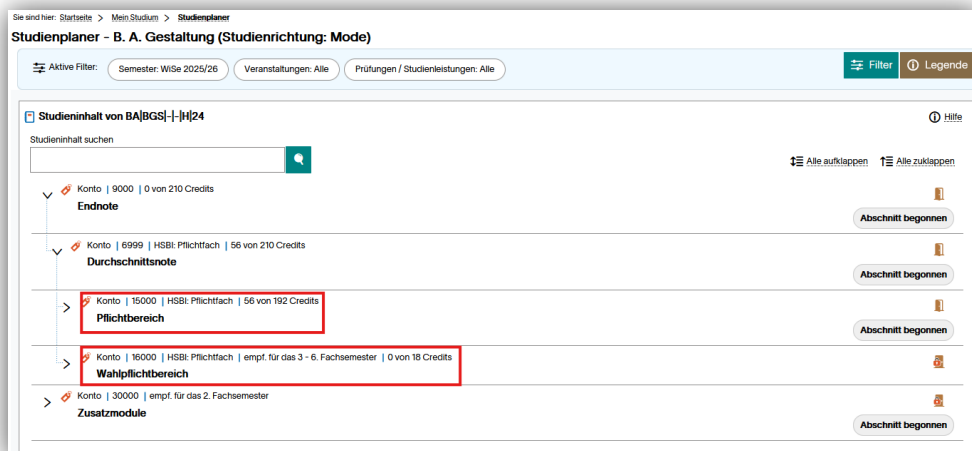 Sie sind hier: Startseite > Mein Studium > Studienplaner
Studienplaner - B. A. Gestaltung (Studienrichtung: Mode)
Aktive Filter: Semester: WiSe 2025/26 Veranstaltungen: Alle Prüfungen / Studienleistungen: Alle Filter Legende
Studieninhalt von BA|BGS|-|-|H|24 Hilfe
Studieninhalt suchen
Alle aufklappen Alle zuklappen
Konto | 9000 | 0 von 210 Credits
Endnote
Abschnitt begonnen
Konto | 6999 | HSBI: Pflichtfach | 56 von 210 Credits
Durchschnittsnote
Abschnitt begonnen
Konto | 15000 | HSBI: Pflichtfach | 56 von 192 Credits
Pflichtbereich
Abschnitt begonnen
Konto | 16000 | HSBI: Pflichtfach | empf. für das 3 - 6. Fachsemester | 0 von 18 Credits
Wahlpflichtbereich
Konto | 30000 | empf. für das 2. Fachsemester
Zusatzmodule
Abschnitt begonnen